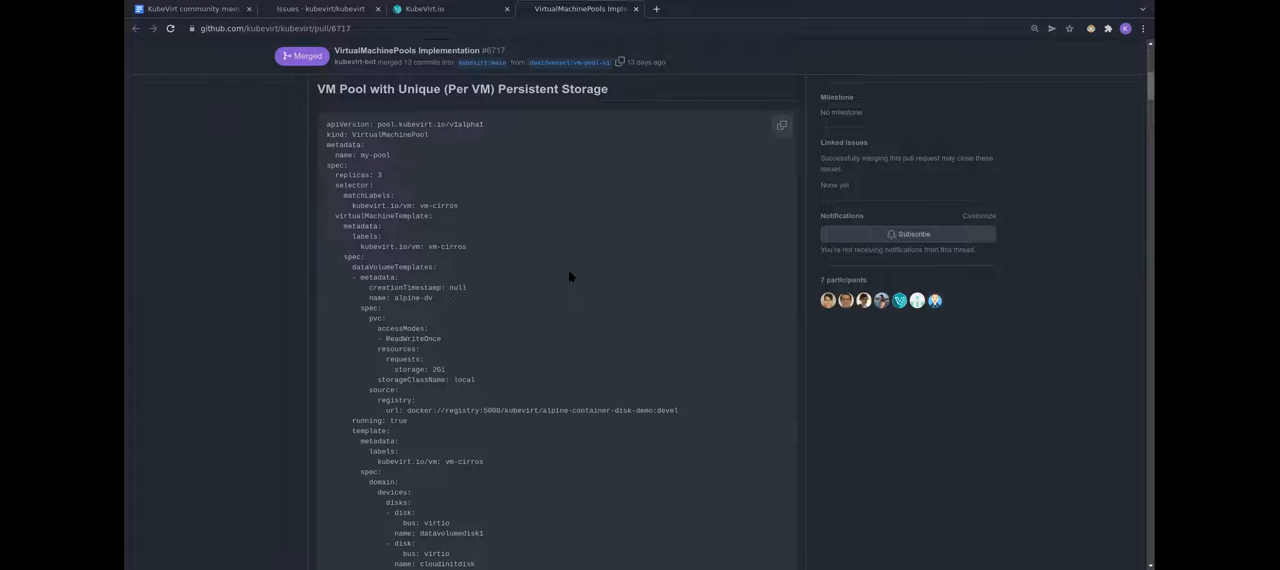 KubeVirt community mee
Issues · kubevirt/kubevirt
KubeVirt.io
VirtualMachinePools Imple
github.com/kubevirt/kubevirt/pull/6717
K
Merged
VirtualMachinePools Implementation #6717
kubevirt-bot merged 13 commits into kubevirt:main from davidvossel:vm-pool-v1 13 days ago
VM Pool with Unique (Per VM) Persistent Storage
apiVersion: pool.kubevirt.io/v1alpha1
kind: VirtualMachinePool
metadata:
name: my-pool
spec:
replicas: 3
selector:
matchLabels:
kubevirt.io/vm: vm-cirros
virtualMachineTemplate:
metadata:
labels:
kubevirt.io/vm: vm-cirros
spec:
dataVolumeTemplates:
- metadata:
creationTimestamp: null
name: alpine-dv
spec:
pvc:
accessModes:
- ReadWriteOnce
resources:
requests:
storage: 2Gi
storageClassName: local
source:
registry:
url: docker://registry:5000/kubevirt/alpine-container-disk-demo:devel
running: true
template:
metadata:
labels:
kubevirt.io/vm: vm-cirros
spec:
domain:
devices:
disks:
- disk:
bus: virtio
name: datavolumedisk1
- disk:
bus: virtio
name: cloudinitdisk
Milestone
No milestone
Linked issues
Successfully merging this pull request may close these
issues.
None yet
Notifications
Customize
Subscribe
You're not receiving notifications from this thread.
7 participants